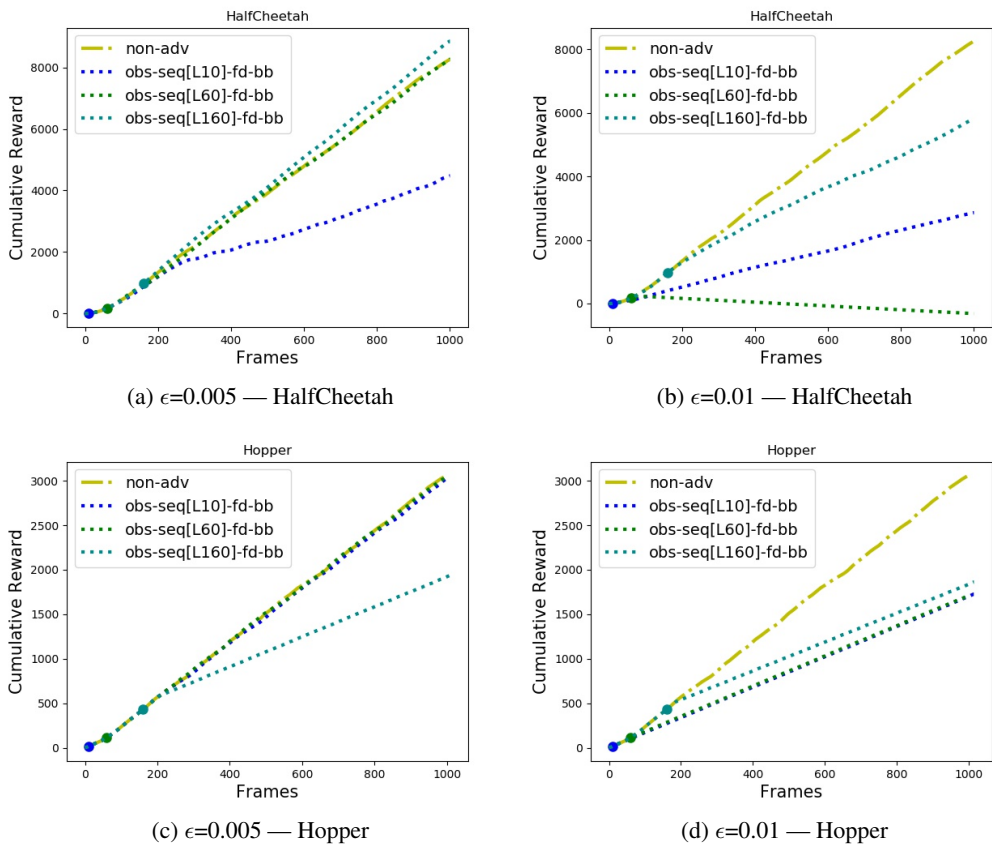 HalfCheetah
non-adv
obs-seq[L10]-fd-bb
obs-seq[L60]-fd-bb
obs-seq[L160]-fd-bb
Cumulative Reward
8000
6000
4000
2000
0
0 200 400 600 800 1000
Frames
(a) ϵ=0.005 — HalfCheetah
HalfCheetah
non-adv
obs-seq[L10]-fd-bb
obs-seq[L60]-fd-bb
obs-seq[L160]-fd-bb
Cumulative Reward
8000
6000
4000
2000
0
0 200 400 600 800 1000
Frames
(b) ϵ=0.01 — HalfCheetah
Hopper
non-adv
obs-seq[L10]-fd-bb
obs-seq[L60]-fd-bb
obs-seq[L160]-fd-bb
Cumulative Reward
3000
2500
2000
1500
1000
500
0
0 200 400 600 800 1000
Frames
(c) ϵ=0.005 — Hopper
Hopper
non-adv
obs-seq[L10]-fd-bb
obs-seq[L60]-fd-bb
obs-seq[L160]-fd-bb
Cumulative Reward
3000
2500
2000
1500
1000
500
0
0 200 400 600 800 1000
Frames
(d) ϵ=0.01 — Hopper